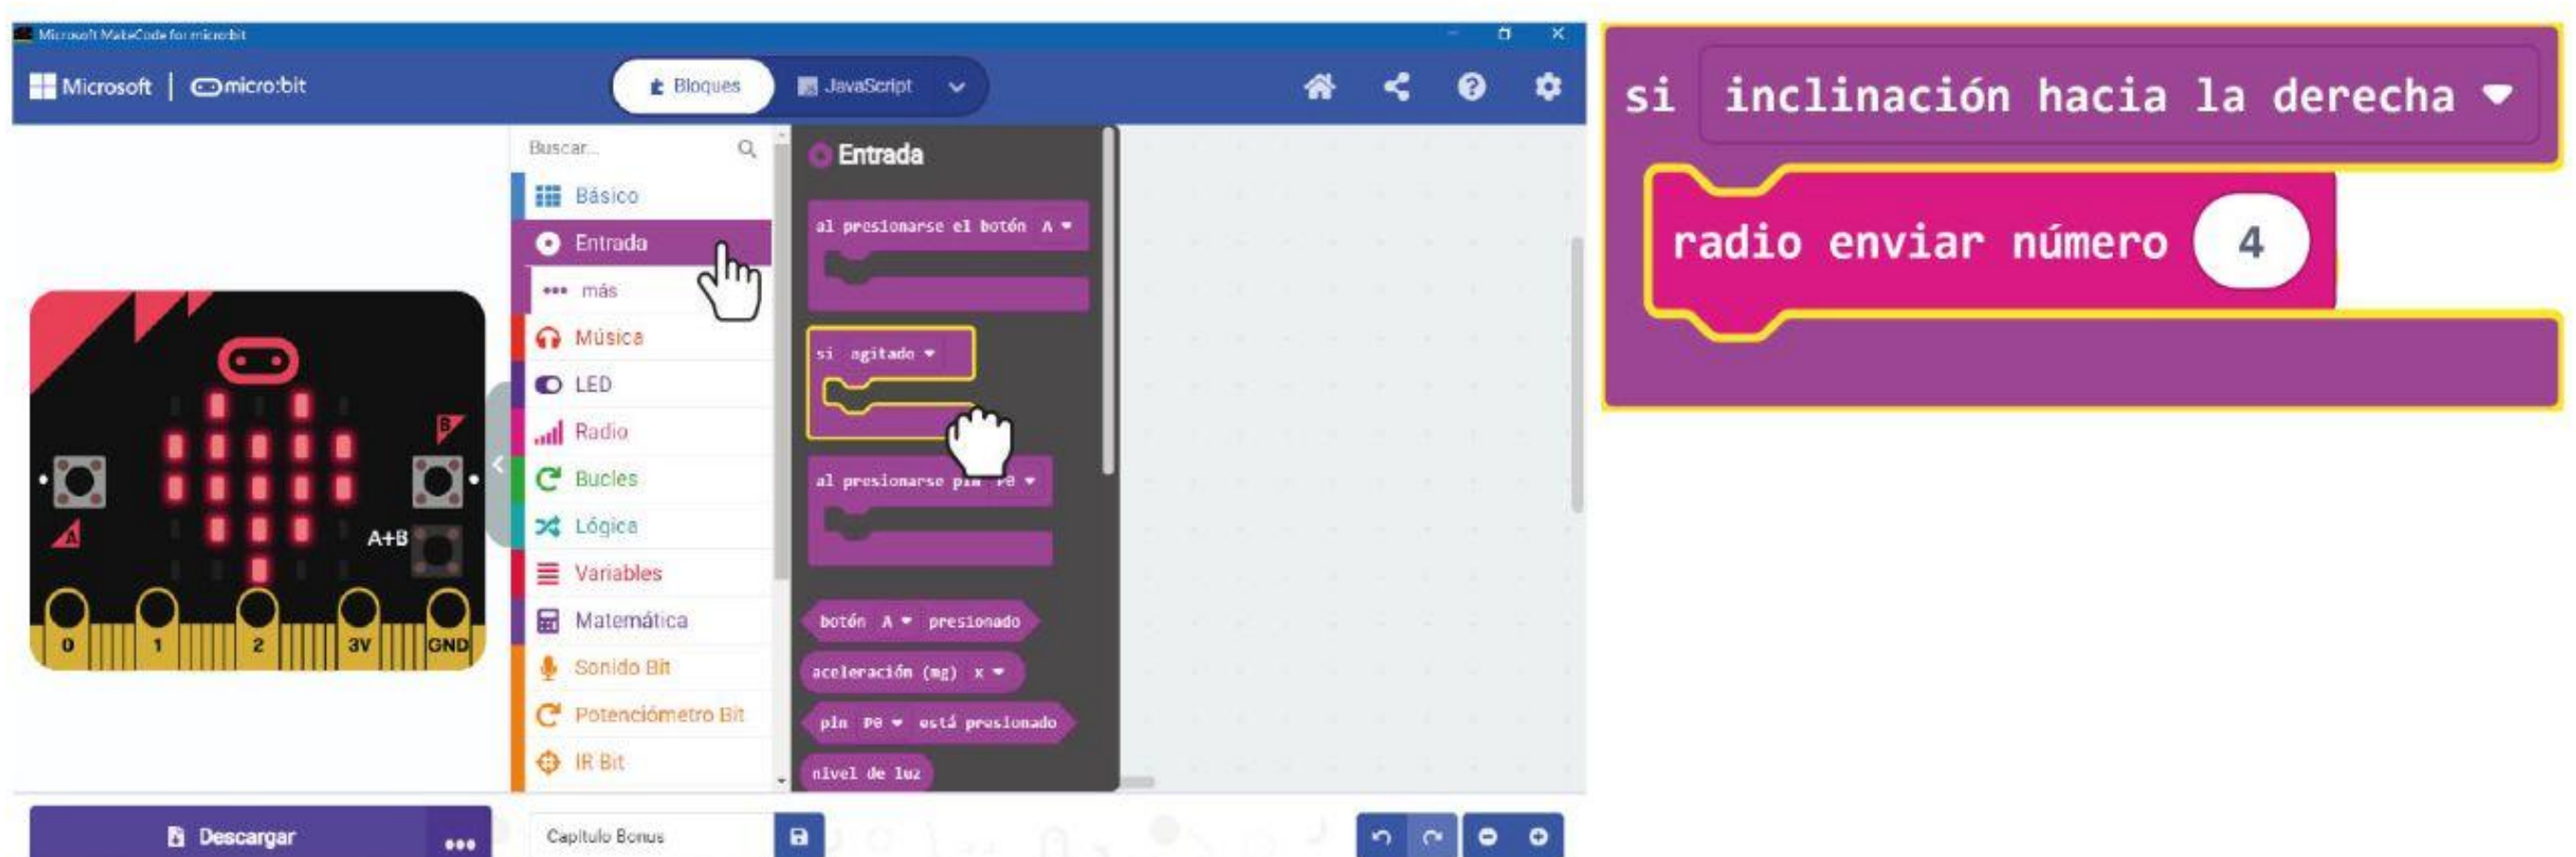 Microsoft MakeCode for micro:bit
Microsoft | micro:bit
Bloques
JavaScript
Buscar...
Básico
Entrada
más
Música
LED
Radio
Bucles
Lógica
Variables
Matemática
Sonido Bit
Potenciómetro Bit
IR Bit
Entrada
al presionarse el botón A
si agitado
al presionarse pin P0
botón A presionado
aceleración (mg) x
pin P0 está presionado
nivel de luz
A
B
A+B
0 1 2 3V GND
Descargar
Capítulo Bonus
si inclinación hacia la derecha
radio enviar número 4